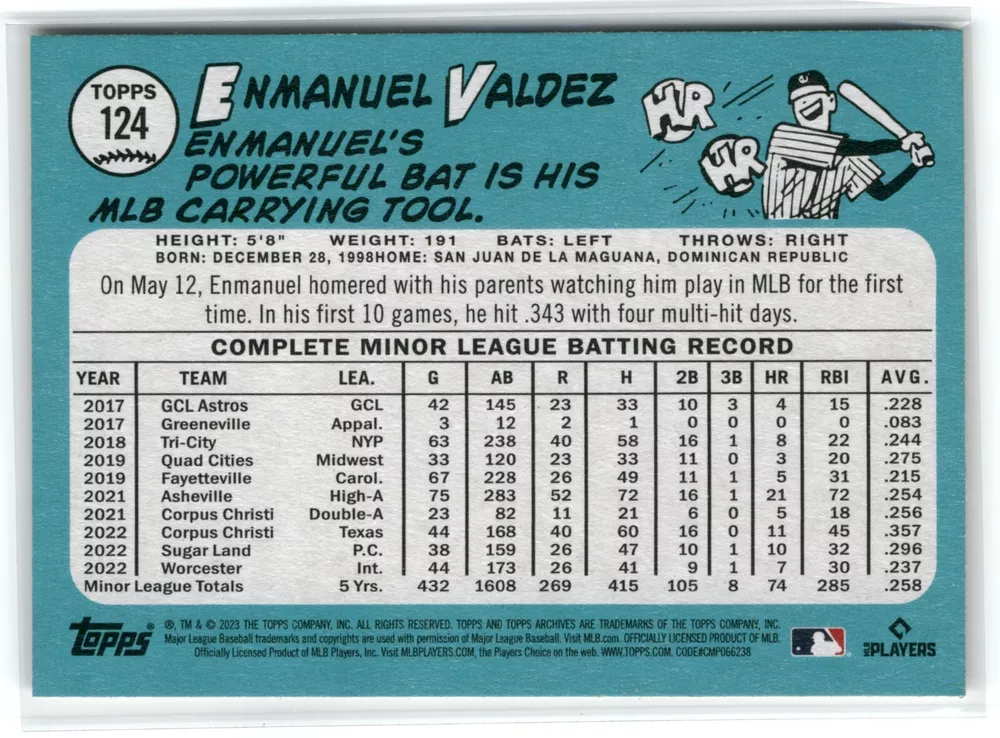 TOPPS
124
ENMANUEL VALDEZ
ENMANUEL'S
POWERFUL BAT IS HIS
MLB CARRYING TOOL.
HR
HR
HEIGHT: 5'8" WEIGHT: 191 BATS: LEFT THROWS: RIGHT
BORN: DECEMBER 28, 1998HOME: SAN JUAN DE LA MAGUANA, DOMINICAN REPUBLIC
On May 12, Enmanuel homered with his parents watching him play in MLB for the first
time. In his first 10 games, he hit .343 with four multi-hit days.
COMPLETE MINOR LEAGUE BATTING RECORD
YEAR TEAM LEA. G AB R H 2B 3B HR RBI AVG.
2017 GCL Astros GCL 42 145 23 33 10 3 4 15 .228
2017 Greeneville Appal. 3 12 2 1 0 0 0 0 .083
2018 Tri-City NYP 63 238 40 58 16 1 8 22 .244
2019 Quad Cities Midwest 33 120 23 33 11 0 3 20 .275
2019 Fayetteville Carol. 67 228 26 49 11 1 5 31 .215
2021 Asheville High-A 75 283 52 72 16 1 21 72 .254
2021 Corpus Christi Double-A 23 82 11 21 6 0 5 18 .256
2022 Corpus Christi Texas 44 168 40 60 16 0 11 45 .357
2022 Sugar Land P.C. 38 159 26 47 10 1 10 32 .296
2022 Worcester Int. 44 173 26 41 9 1 7 30 .237
Minor League Totals 5 Yrs. 432 1608 269 415 105 8 74 285 .258
topps®
®, TM & © 2023 THE TOPPS COMPANY, INC. ALL RIGHTS RESERVED. TOPPS AND TOPPS ARCHIVES ARE TRADEMARKS OF THE TOPPS COMPANY, INC.
Major League Baseball trademarks and copyrights are used with permission of Major League Baseball. Visit MLB.com. OFFICIALLY LICENSED PRODUCT OF MLB.
Officially Licensed Product of MLB Players, Inc. Visit MLBPLAYERS.COM, the Players Choice on the web. WWW.TOPPS.COM. CODE#CMP066238
MLB PLAYERS